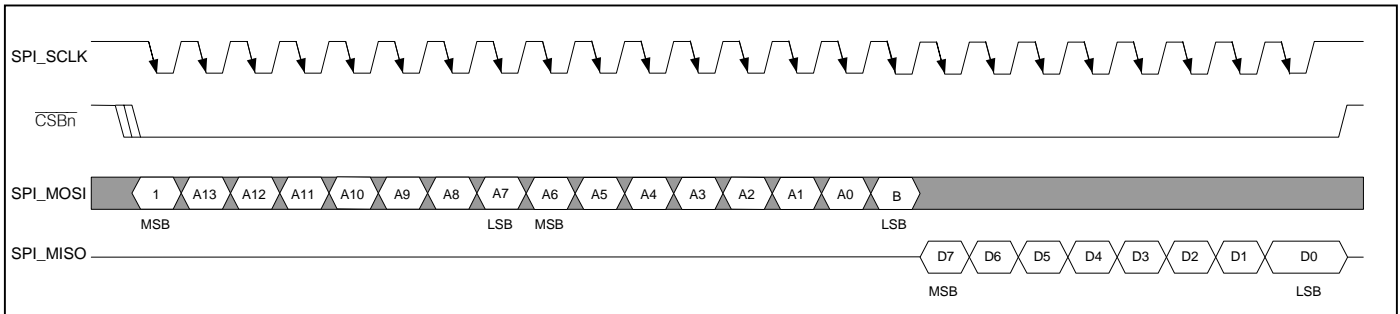 SPI_SCLK
CSBn
SPI_MOSI 1 A13 A12 A11 A10 A9 A8 A7 A6 A5 A4 A3 A2 A1 A0 B
MSB LSB MSB LSB
SPI_MISO D7 D6 D5 D4 D3 D2 D1 D0
MSB LSB